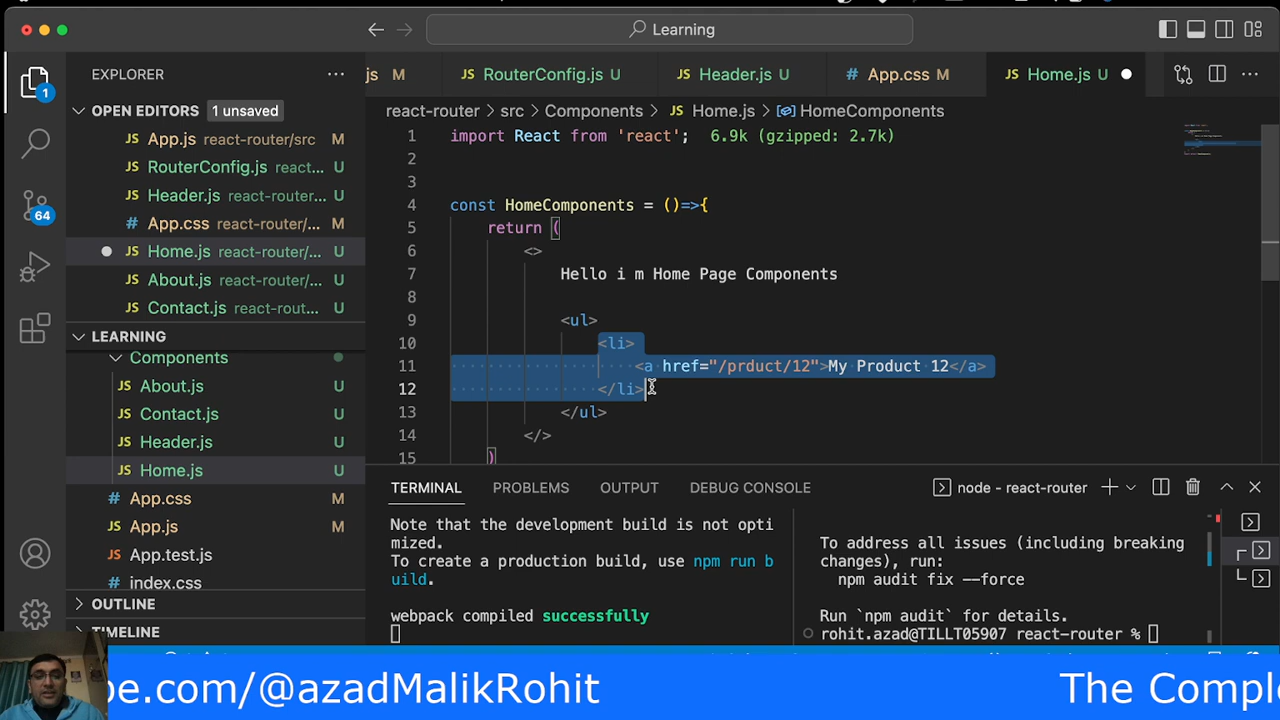 Learning
EXPLORER
js M
JS RouterConfig.js U
JS Header.js U
# App.css M
JS Home.js U
OPEN EDITORS 1 unsaved
JS App.js react-router/src M
JS RouterConfig.js react... U
JS Header.js react-router... U
# App.css react-router/... M
JS Home.js react-router/... U
JS About.js react-router/... U
JS Contact.js react-rout... U
LEARNING
Components
JS About.js U
JS Contact.js U
JS Header.js U
JS Home.js U
# App.css M
JS App.js M
JS App.test.js
# index.css
OUTLINE
TIMELINE
1
64
react-router > src > Components > JS Home.js > HomeComponents
1 import React from 'react'; 6.9k (gzipped: 2.7k)
2
3
4 const HomeComponents = ()=>{
5 return (
6 <>
7 Hello i m Home Page Components
8
9 <ul>
10 <li>
11 <a href="/prduct/12">My Product 12</a>
12 </li>
13 </ul>
14 </>
15 )
TERMINAL PROBLEMS OUTPUT DEBUG CONSOLE
node - react-router
Note that the development build is not opti
mized.
To create a production build, use npm run b
uild.
webpack compiled successfully
To address all issues (including breaking
changes), run:
npm audit fix --force
Run `npm audit` for details.
rohit.azad@TILLT05907 react-router %
be.com/@azadMalikRohit
The Comple